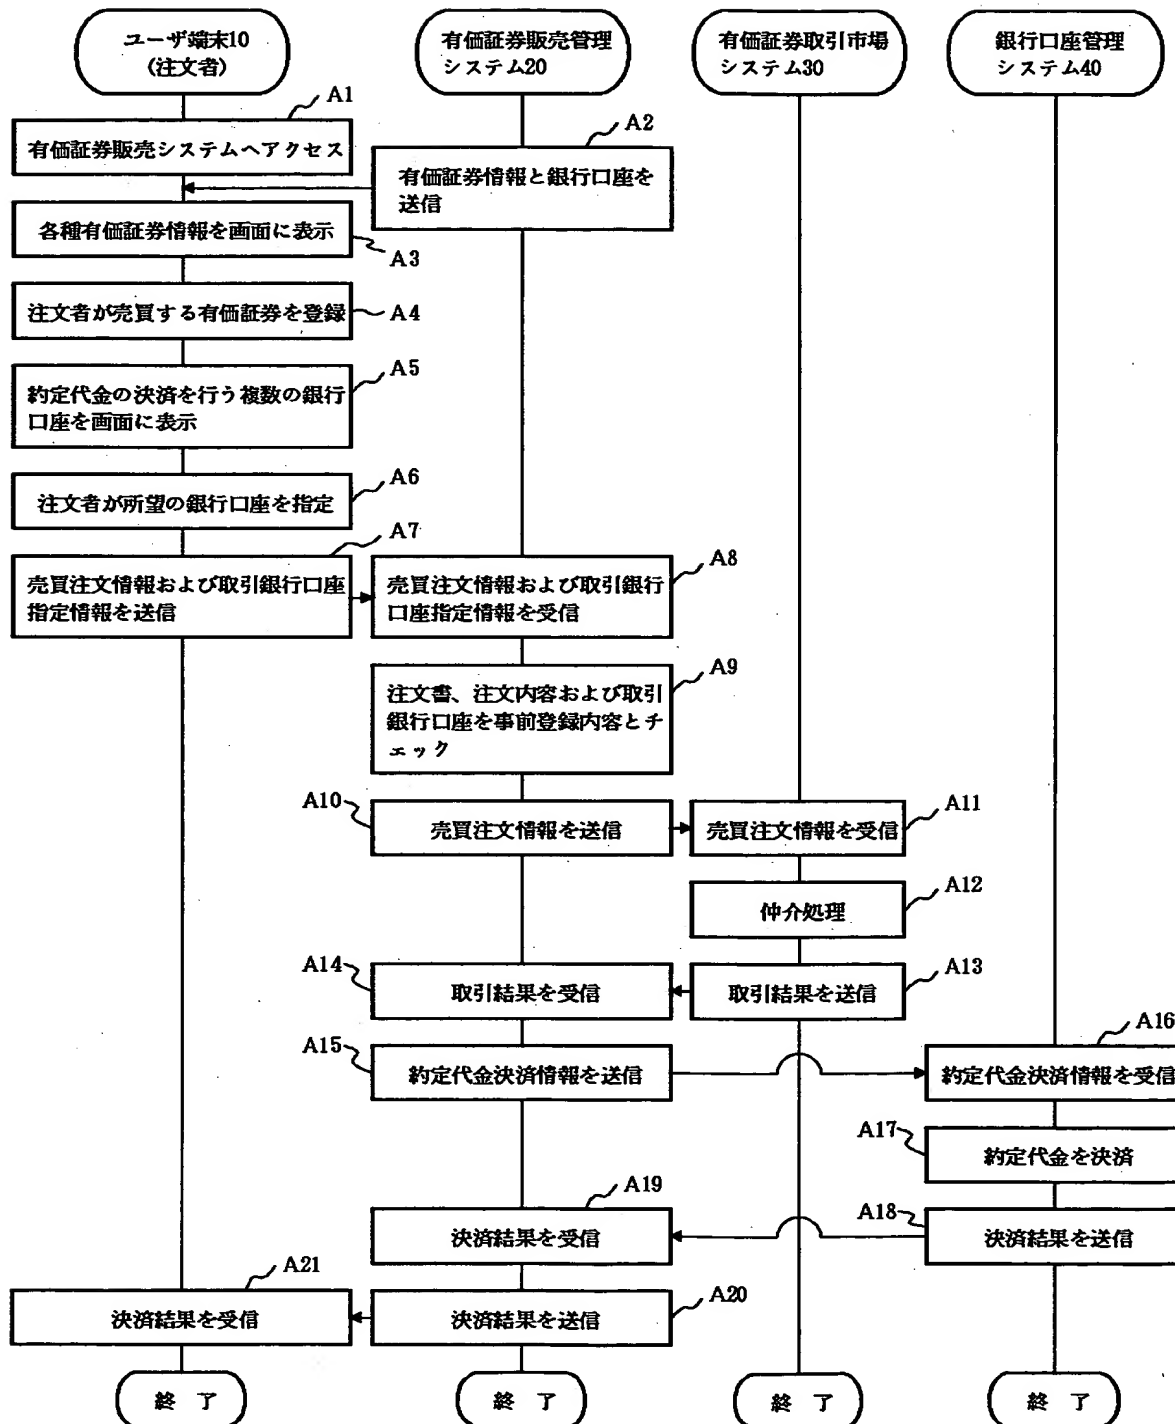 ユーザ端末10
(注文者)
有価証券販売管理
システム20
有価証券取引市場
システム30
銀行口座管理
システム40
A1
有価証券販売システムへアクセス
A2
有価証券情報と銀行口座を
送信
各種有価証券情報を画面に表示
A3
注文者が売買する有価証券を登録
A4
A5
約定代金の決済を行う複数の銀行
口座を画面に表示
A6
注文者が所望の銀行口座を指定
A7
売買注文情報および取引銀行口座
指定情報を送信
A8
売買注文情報および取引銀行
口座指定情報を受信
A9
注文書、注文内容および取引
銀行口座を事前登録内容とチ
ェック
A10
売買注文情報を送信
A11
売買注文情報を受信
A12
仲介処理
A14
取引結果を受信
A13
取引結果を送信
A15
約定代金決済情報を送信
A16
約定代金決済情報を受信
A17
約定代金を決済
A19
決済結果を受信
A18
決済結果を送信
A21
決済結果を受信
A20
決済結果を送信
終 了
終 了
終 了
終 了